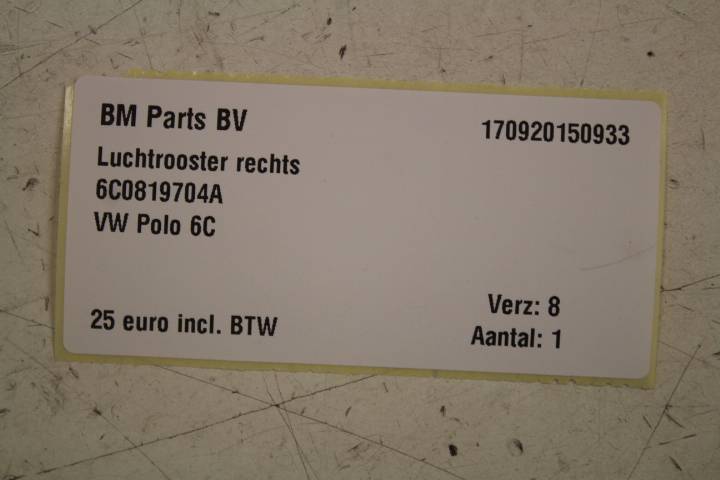 BM Parts BV
170920150933
Luchtrooster rechts
6C0819704A
VW Polo 6C
Verz: 8
25 euro incl. BTW
Aantal: 1